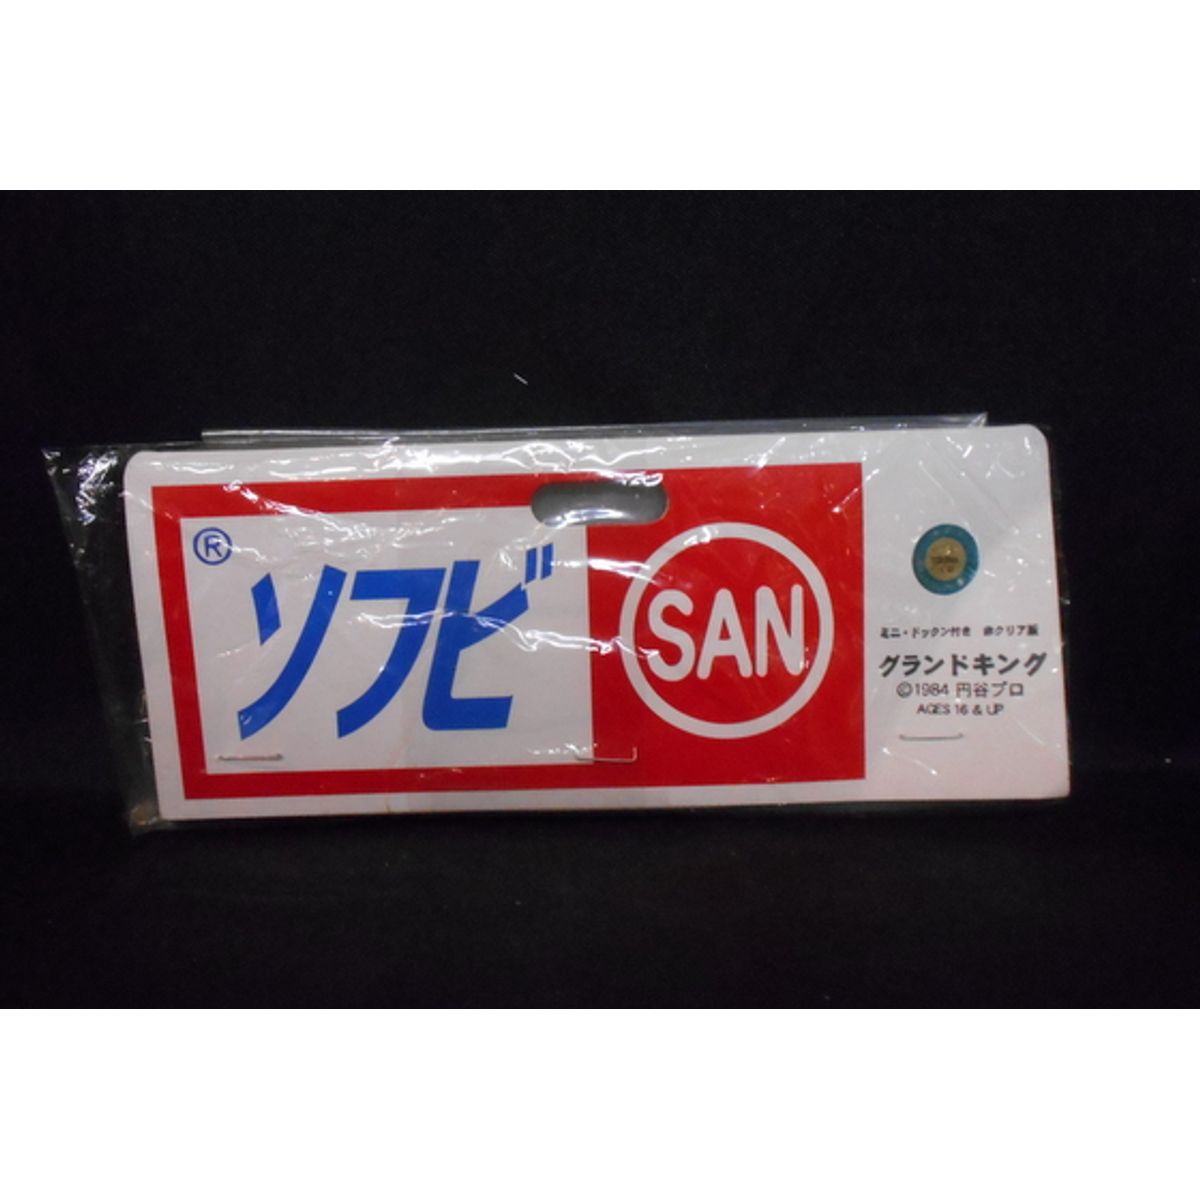 ®
ソフビ
SAN
ミニ・ドックン付き 非クリア版
グランドキング
©1984 円谷プロ
AGES 16 & UP